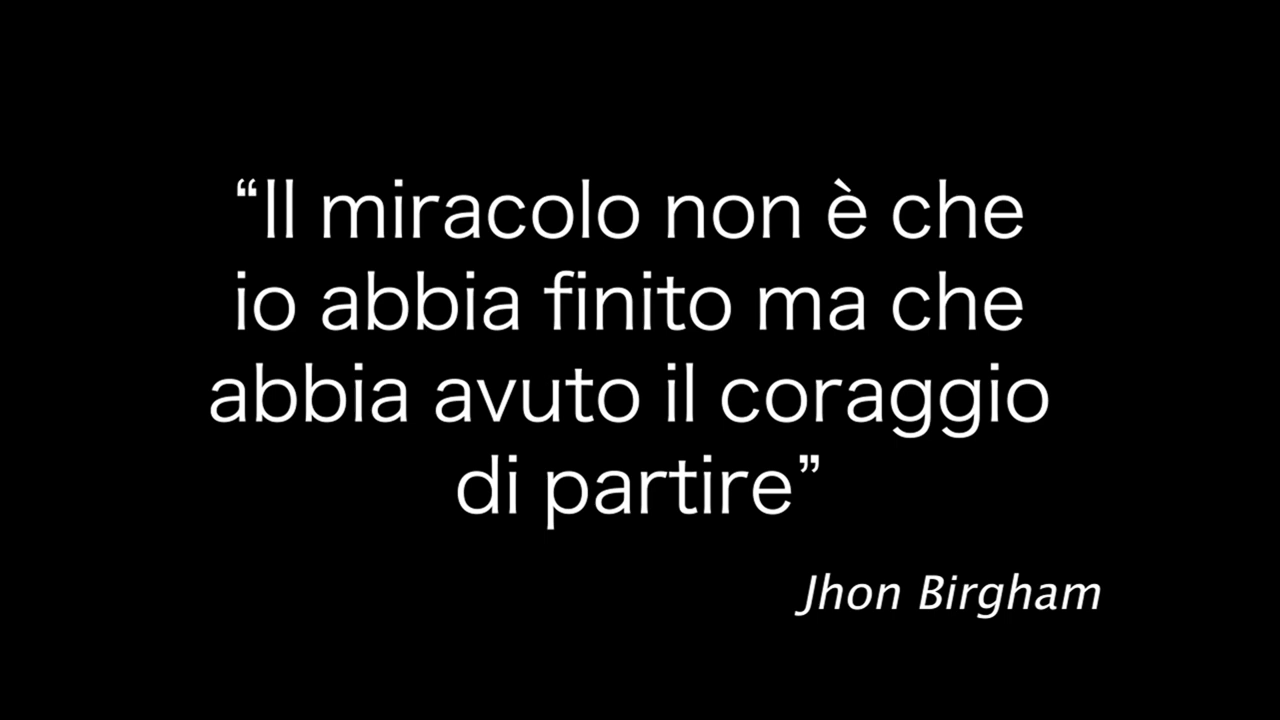 “Il miracolo non è che
io abbia finito ma che
abbia avuto il coraggio
di partire”
Jhon Birgham